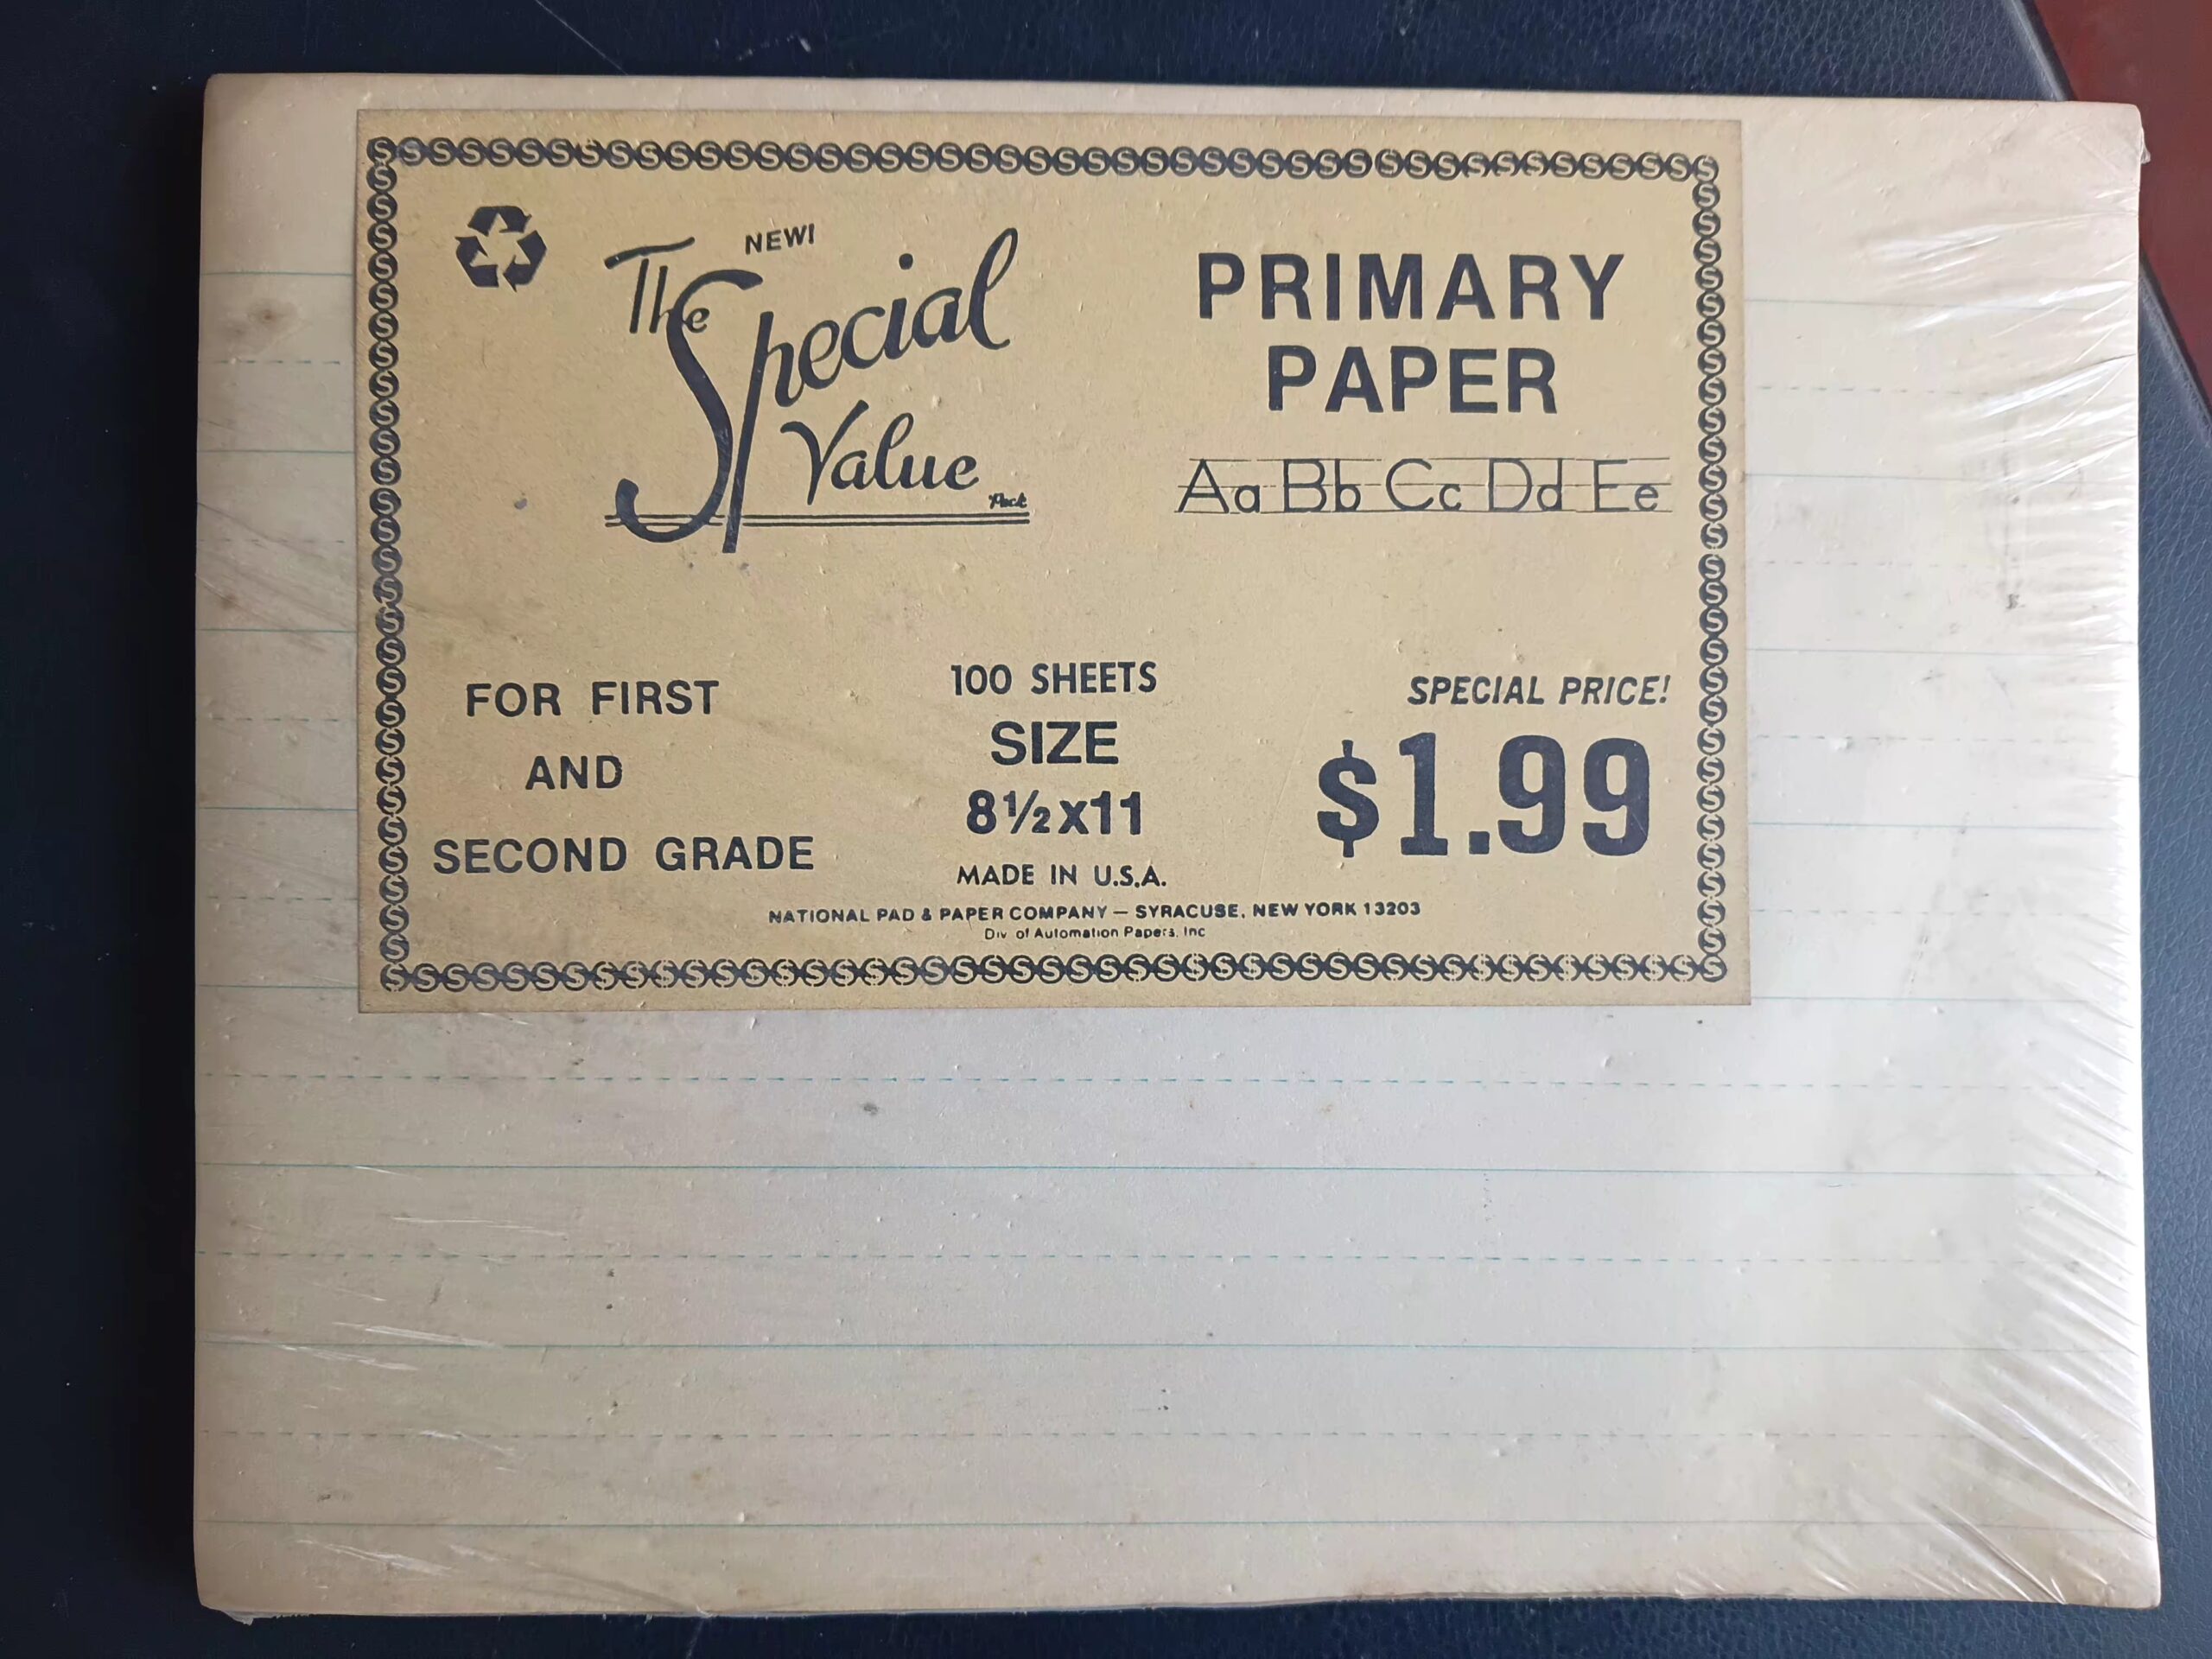 NEW!
The Special
Value
Pack
PRIMARY
PAPER
Aa Bb Cc Dd Ee
FOR FIRST
AND
SECOND GRADE
100 SHEETS
SIZE
8½x11
MADE IN U.S.A.
SPECIAL PRICE!
$1.99
NATIONAL PAD & PAPER COMPANY — SYRACUSE, NEW YORK 13203
Div of Automation Papers, Inc